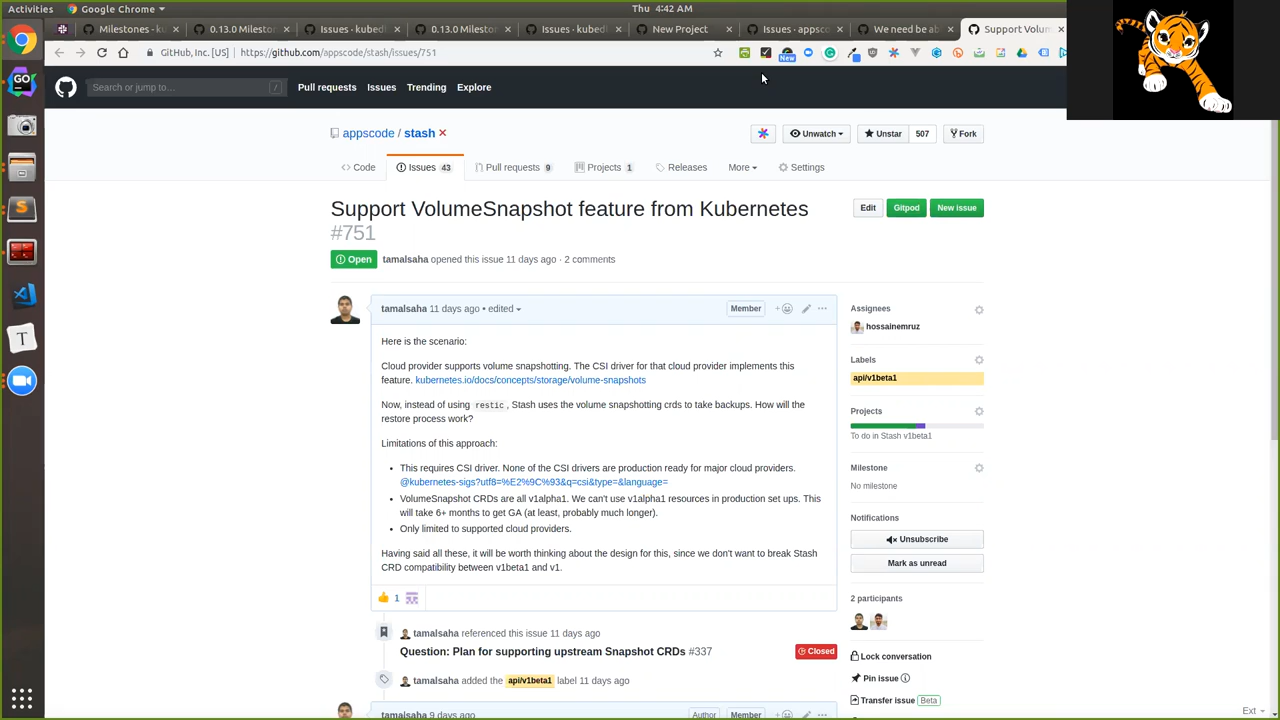 Activities
Google Chrome
Thu 4:42 AM
Milestones - ku
0.13.0 Milesto
Issues · kubed
0.13.0 Milesto
Issues · kubed
New Project
Issues · appsc
We need be ab
Support Volum
GitHub, Inc. [US] https://github.com/appscode/stash/issues/751
New
Search or jump to... /
Pull requests Issues Trending Explore
appscode / stash
Unwatch Unstar 507 Fork
Code Issues 43 Pull requests 9 Projects 1 Releases More Settings
Support VolumeSnapshot feature from Kubernetes
#751
Edit Gitpod New issue
Open tamalsaha opened this issue 11 days ago · 2 comments
tamalsaha 11 days ago • edited
Member
Here is the scenario:
Cloud provider supports volume snapshotting. The CSI driver for that cloud provider implements this
feature. kubernetes.io/docs/concepts/storage/volume-snapshots
Now, instead of using restic, Stash uses the volume snapshotting crds to take backups. How will the
restore process work?
Limitations of this approach:
• This requires CSI driver. None of the CSI drivers are production ready for major cloud providers.
@kubernetes-sigs?utf8=%E2%9C%93&q=csi&type=&language=
• VolumeSnapshot CRDs are all v1alpha1. We can't use v1alpha1 resources in production set ups. This
will take 6+ months to get GA (at least, probably much longer).
• Only limited to supported cloud providers.
Having said all these, it will be worth thinking about the design for this, since we don't want to break Stash
CRD compatibility between v1beta1 and v1.
1
tamalsaha referenced this issue 11 days ago
Question: Plan for supporting upstream Snapshot CRDs #337
Closed
tamalsaha added the api/v1beta1 label 11 days ago
tamalsaha 9 days ago
Author Member
Assignees
hossainemruz
Labels
api/v1beta1
Projects
To do in Stash v1beta1
Milestone
No milestone
Notifications
Unsubscribe
Mark as unread
2 participants
Lock conversation
Pin issue
Transfer issue Beta
Ext
GO
S
T